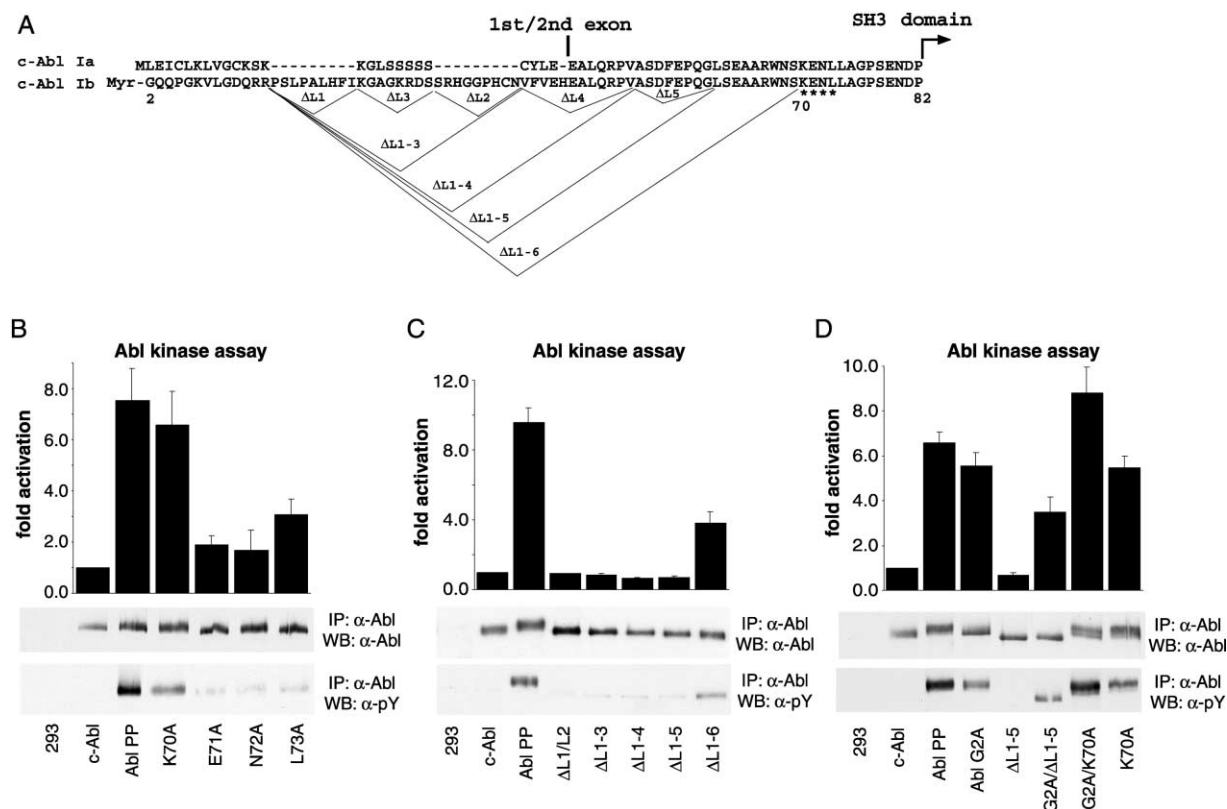 A
1st/2nd exon
SH3 domain
c-Abl Ia MLEICLKLVGCKSK----------KGLSSSSS----------CYLE-EALQRPVASDFEPQGLSEAARWNSKENLLAGPSENDP
c-Abl Ib Myr-GQQPGKVLGDQRRPSLPALHFIKGAGKRDSSRHGGPHCNVFVEHEALQRPVASDFEPQGLSEAARWNSKENLLAGPSENDP
2 ΔL1 ΔL3 ΔL2 ΔL4 ΔL5 70 **** 82
ΔL1-3
ΔL1-4
ΔL1-5
ΔL1-6
B
Abl kinase assay
fold activation
8.0
6.0
4.0
2.0
0.0
IP: α-Abl
WB: α-Abl
IP: α-Abl
WB: α-pY
293 c-Abl Abl PP K70A E71A N72A L73A
C
Abl kinase assay
fold activation
12.0
8.0
4.0
0.0
IP: α-Abl
WB: α-Abl
IP: α-Abl
WB: α-pY
293 c-Abl Abl PP ΔL1/L2 ΔL1-3 ΔL1-4 ΔL1-5 ΔL1-6
D
Abl kinase assay
fold activation
10.0
8.0
6.0
4.0
2.0
0.0
IP: α-Abl
WB: α-Abl
IP: α-Abl
WB: α-pY
293 c-Abl Abl PP Abl G2A ΔL1-5 G2A/ΔL1-5 G2A/K70A K70A